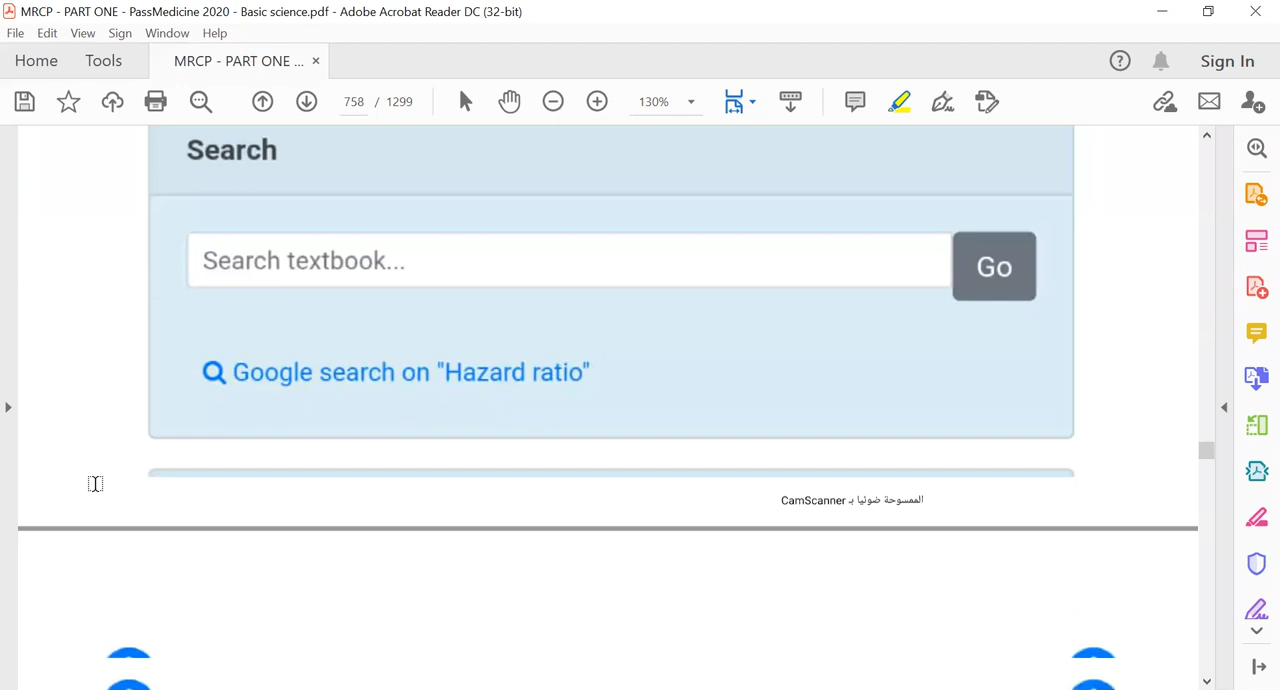 MRCP - PART ONE - PassMedicine 2020 - Basic science.pdf - Adobe Acrobat Reader DC (32-bit)
File Edit View Sign Window Help
Home Tools MRCP - PART ONE ... × Sign In
758 / 1299 130%
Search
Search textbook... Go
Google search on "Hazard ratio"
الممسوحة ضوئيا بـ CamScanner